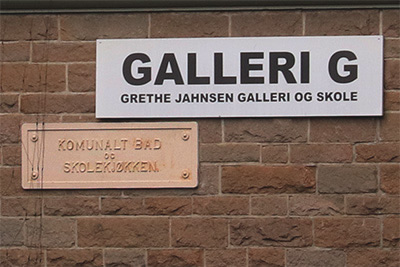 GALLERI G
GRETHE JAHNSEN GALLERI OG SKOLE
KOMUNALT BAD
OG
SKOLEKJØKKEN.